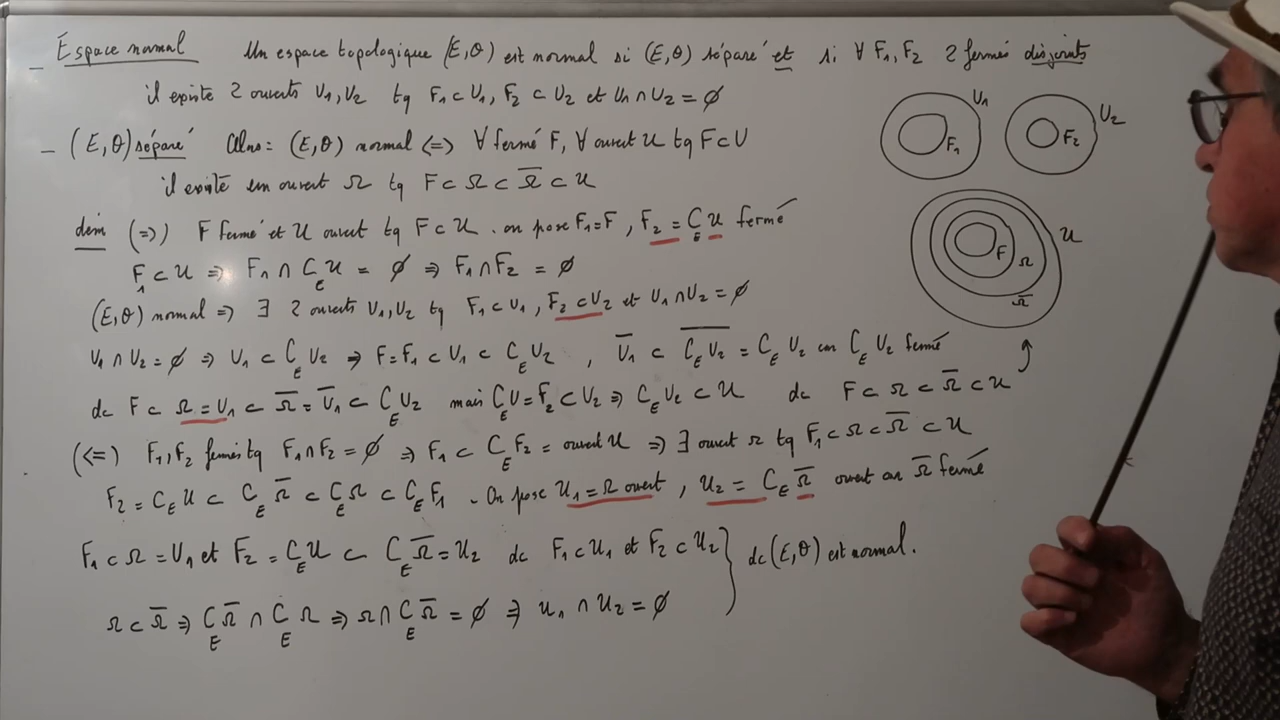 _ Espace normal Un espace topologique (E,θ) est normal si (E,θ) séparé et si ∀ F₁,F₂ 2 fermés disjoints
il existe 2 ouverts U₁,U₂ tq F₁⊂U₁, F₂⊂U₂ et U₁∩U₂=∅
_ (E,θ) séparé Alors: (E,θ) normal <=> ∀ fermé F, ∀ ouvert U tq F⊂U
il existe un ouvert Ω tq F⊂Ω⊂Ω̅⊂U
dém (=>) F fermé et U ouvert tq F⊂U. on pose F₁=F, F₂=C_E U fermé
F₁⊂U => F₁∩C_E U = ∅ => F₁∩F₂ = ∅
(E,θ) normal => ∃ 2 ouverts U₁,U₂ tq F₁⊂U₁, F₂⊂U₂ et U₁∩U₂=∅
U₁∩U₂=∅ => U₁⊂C_E U₂ => F=F₁⊂U₁⊂C_E U₂, U̅₁⊂\overline{C_E U₂}=C_E U₂ car C_E U₂ fermé
dc F⊂Ω=U₁⊂Ω̅=U̅₁⊂C_E U₂ mais C_E U=F₂⊂U₂ => C_E U₂⊂U dc F⊂Ω⊂Ω̅⊂U
(<=) F₁,F₂ fermés tq F₁∩F₂=∅ => F₁⊂C_E F₂ = ouvert U => ∃ ouvert Ω tq F₁⊂Ω⊂Ω̅⊂U
F₂=C_E U⊂C_E Ω̅⊂C_E Ω⊂C_E F₁. On pose U₁=Ω ouvert, U₂=C_E Ω̅ ouvert car Ω̅ fermé
F₁⊂Ω=U₁ et F₂=C_E U⊂C_E Ω̅=U₂ dc F₁⊂U₁ et F₂⊂U₂ } dc (E,θ) est normal.
Ω⊂Ω̅ => C_E Ω̅∩C_E Ω => Ω∩C_E Ω̅=∅ => U₁∩U₂=∅
U₁ F₁ U₂ F₂
U F Ω Ω̅